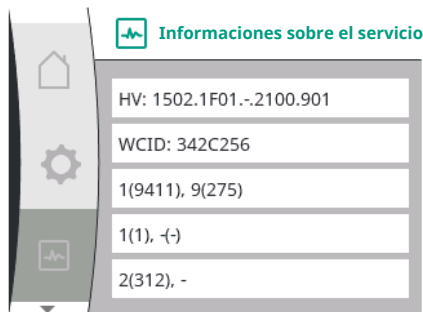 Informaciones sobre el servicio
HV: 1502.1F01.-.2100.901
WCID: 342C256
1(9411), 9(275)
1(1), -(-)
2(312), -